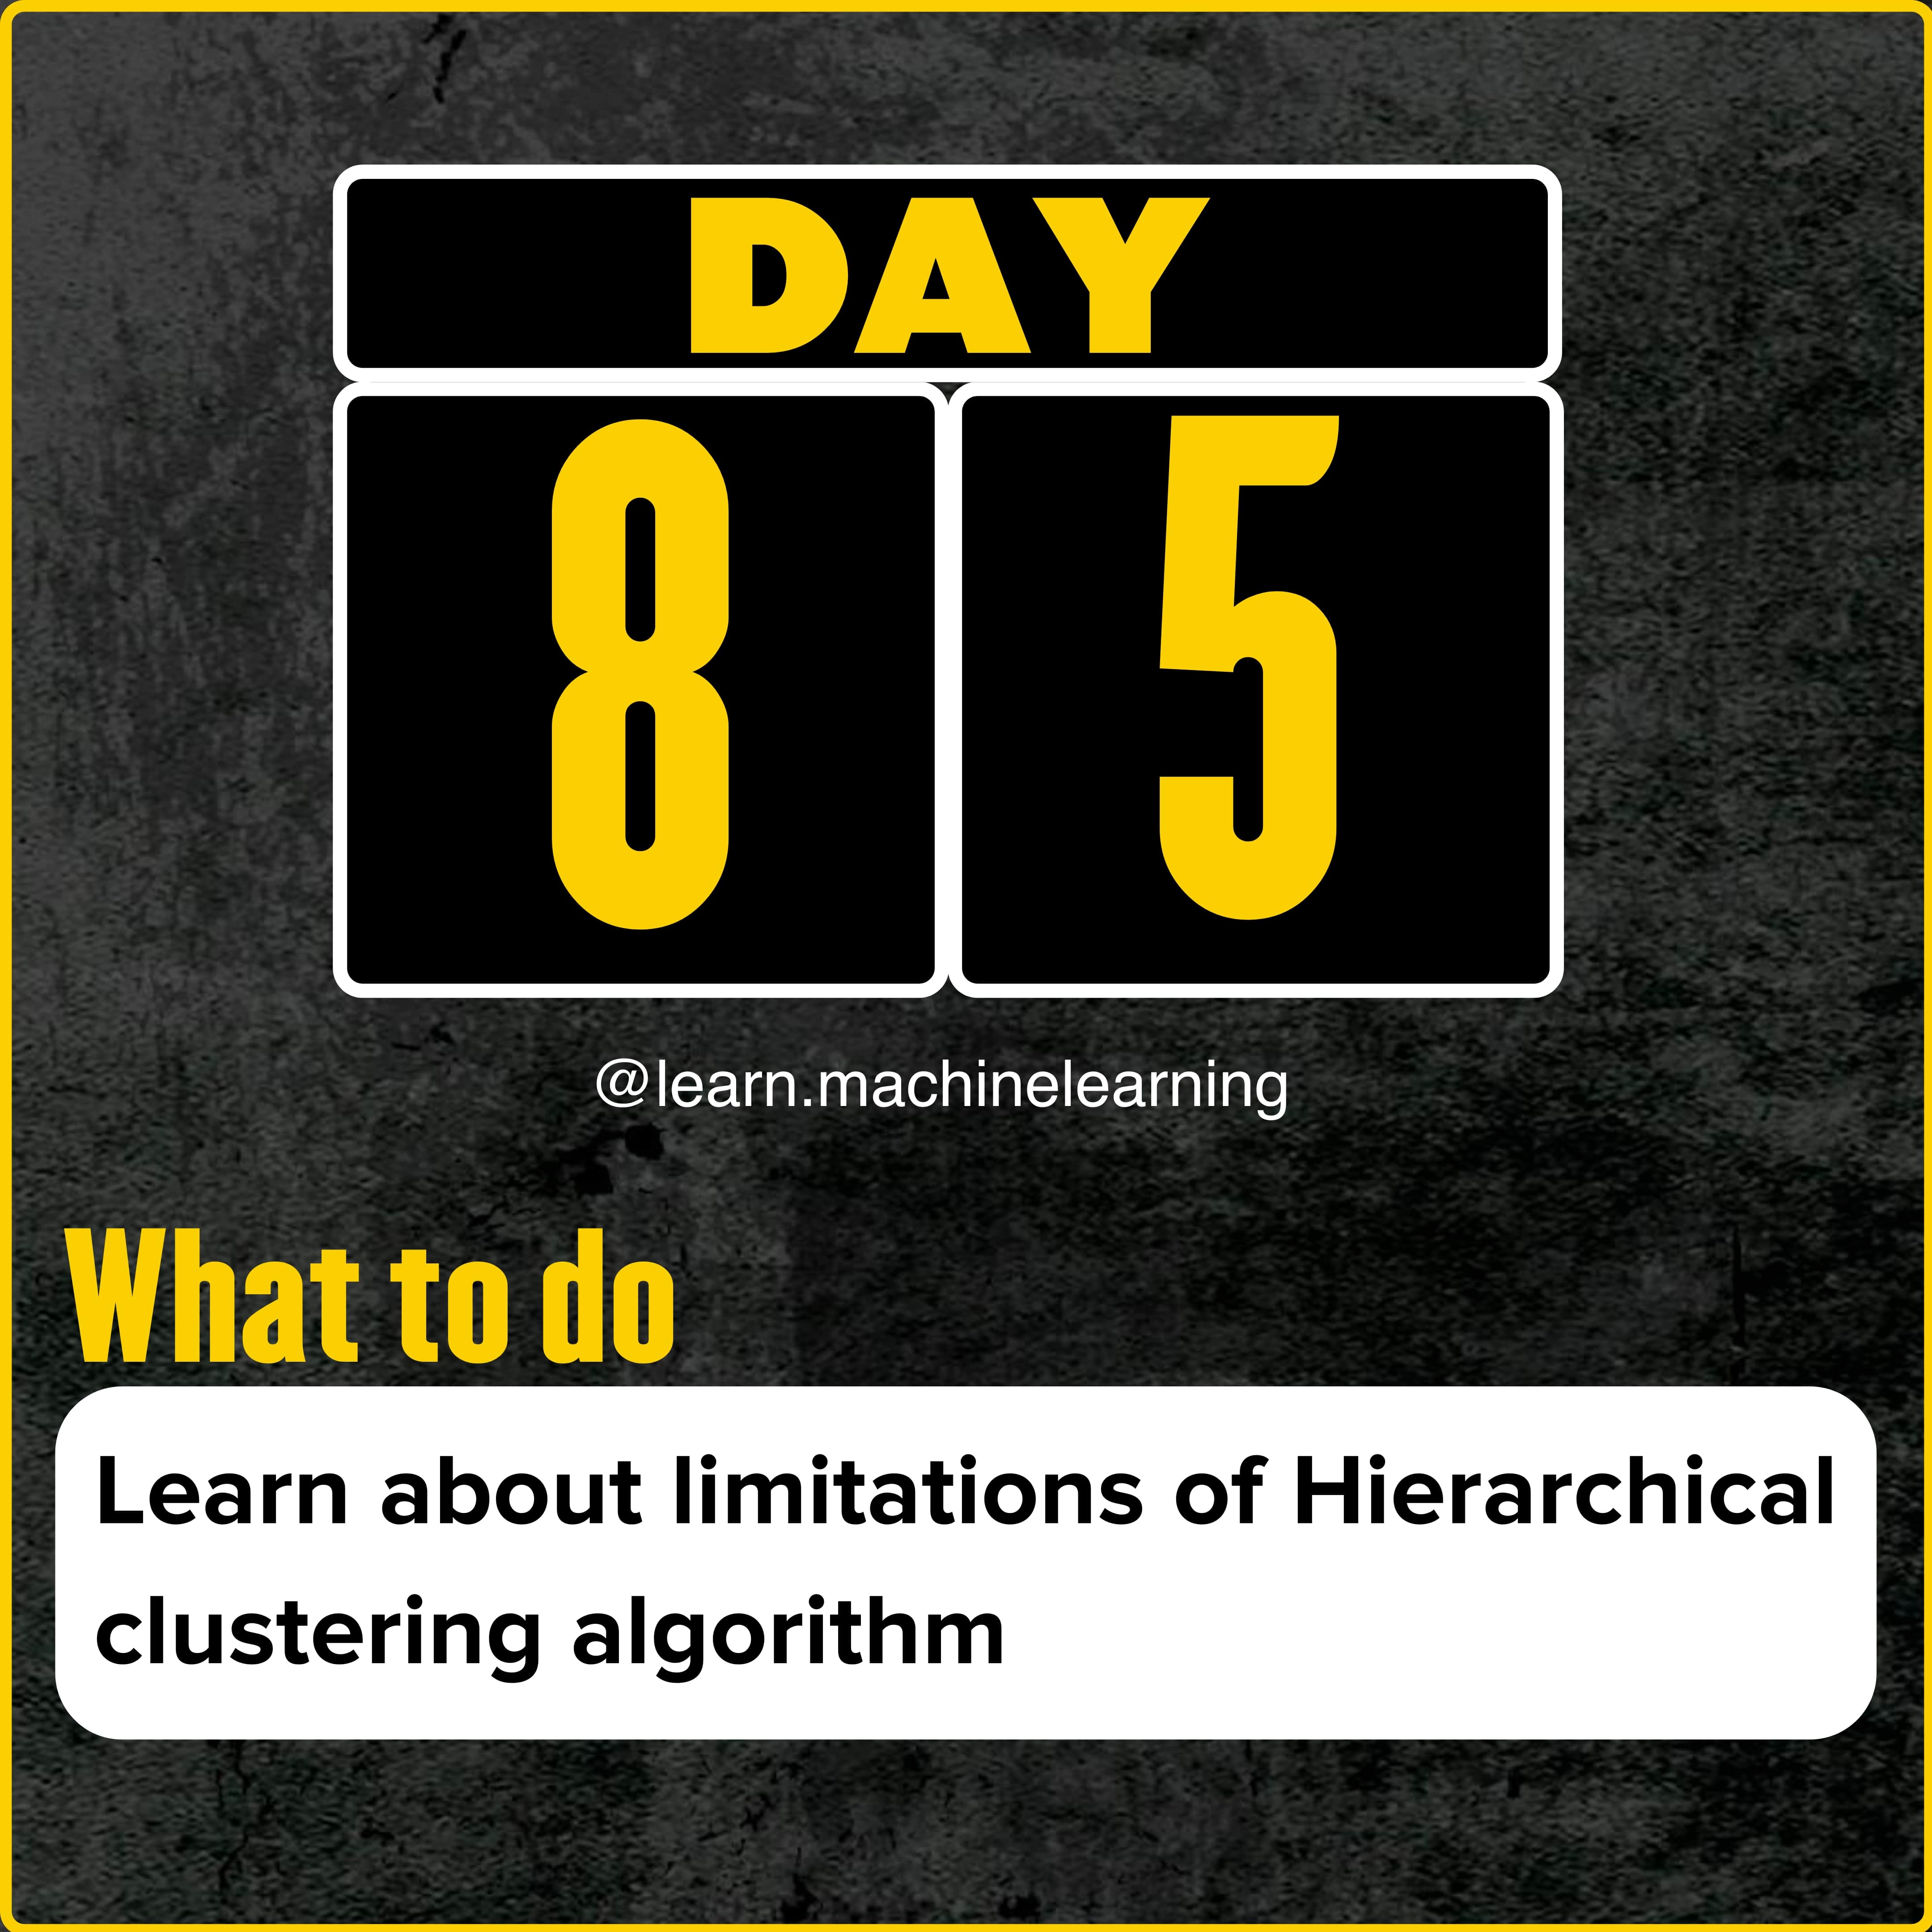 DAY
8 5
@learn.machinelearning
What to do
Learn about limitations of Hierarchical
clustering algorithm